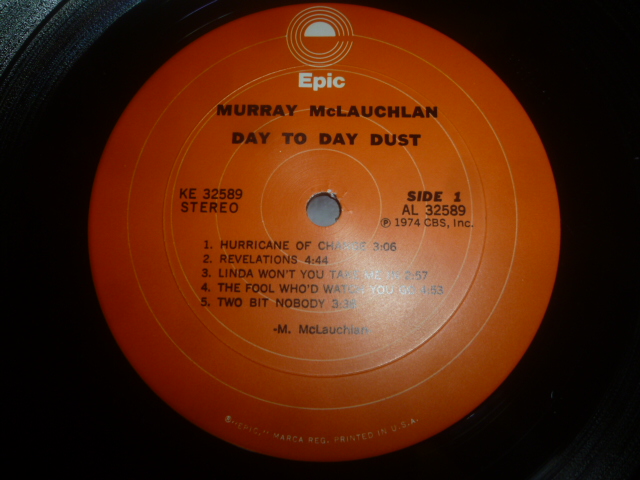 Epic
MURRAY McLAUCHLAN
DAY TO DAY DUST
KE 32589
STEREO
SIDE 1
AL 32589
℗ 1974 CBS, Inc.
1. HURRICANE OF CHANGE 3:06
2. REVELATIONS 4:44
3. LINDA WON'T YOU TAKE ME IN 2:57
4. THE FOOL WHO'D WATCH YOU GO
5. TWO BIT NOBODY
-M. McLauchlan
"EPIC," MARCA REG. PRINTED IN U.S.A.